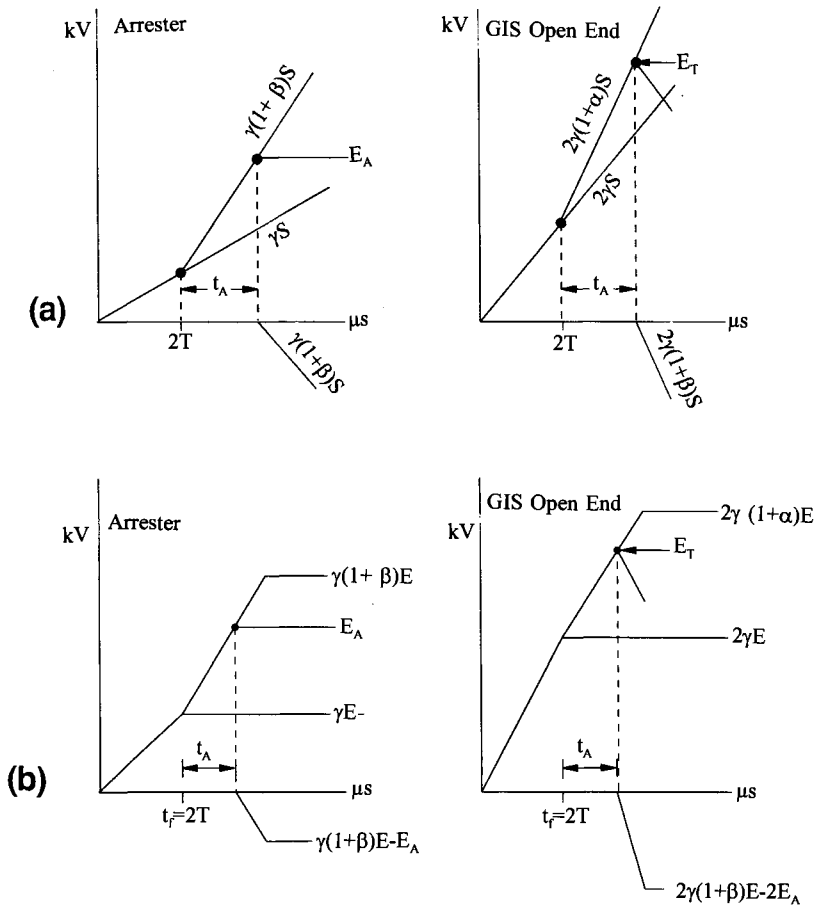 kV
Arrester
γ(1+ β)S
E_A
γS
t_A
(a)
2T
μs
γ(1+β)S
kV
GIS Open End
E_T
2γ(1+α)S
2γS
t_A
2T
μs
2γ(1+β)S
kV
Arrester
γ(1+ β)E
E_A
γE-
t_A
(b)
μs
t_f=2T
γ(1+β)E-E_A
kV
GIS Open End
2γ (1+α)E
E_T
2γE
t_A
μs
t_f=2T
2γ(1+β)E-2E_A